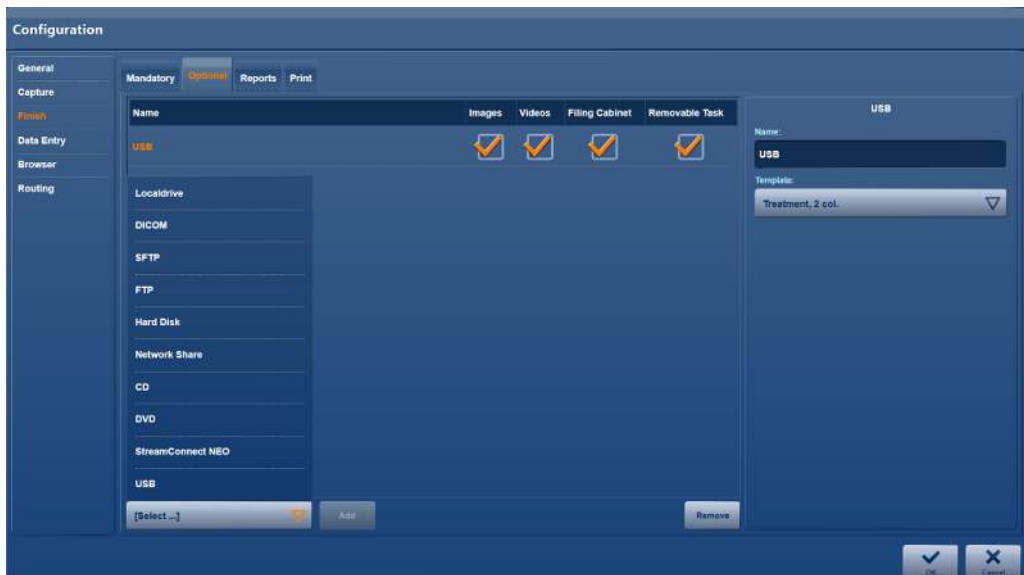 Configuration
General
Capture
Finish
Data Entry
Browser
Routing
Mandatory Optional Reports Print
Name Images Videos Filing Cabinet Removable Task
USB
Localdrive
DICOM
SFTP
FTP
Hard Disk
Network Share
CD
DVD
StreamConnect NEO
USB
[Select ...] Add Remove
USB
Name:
USB
Template:
Treatment, 2 col.
OK Cancel